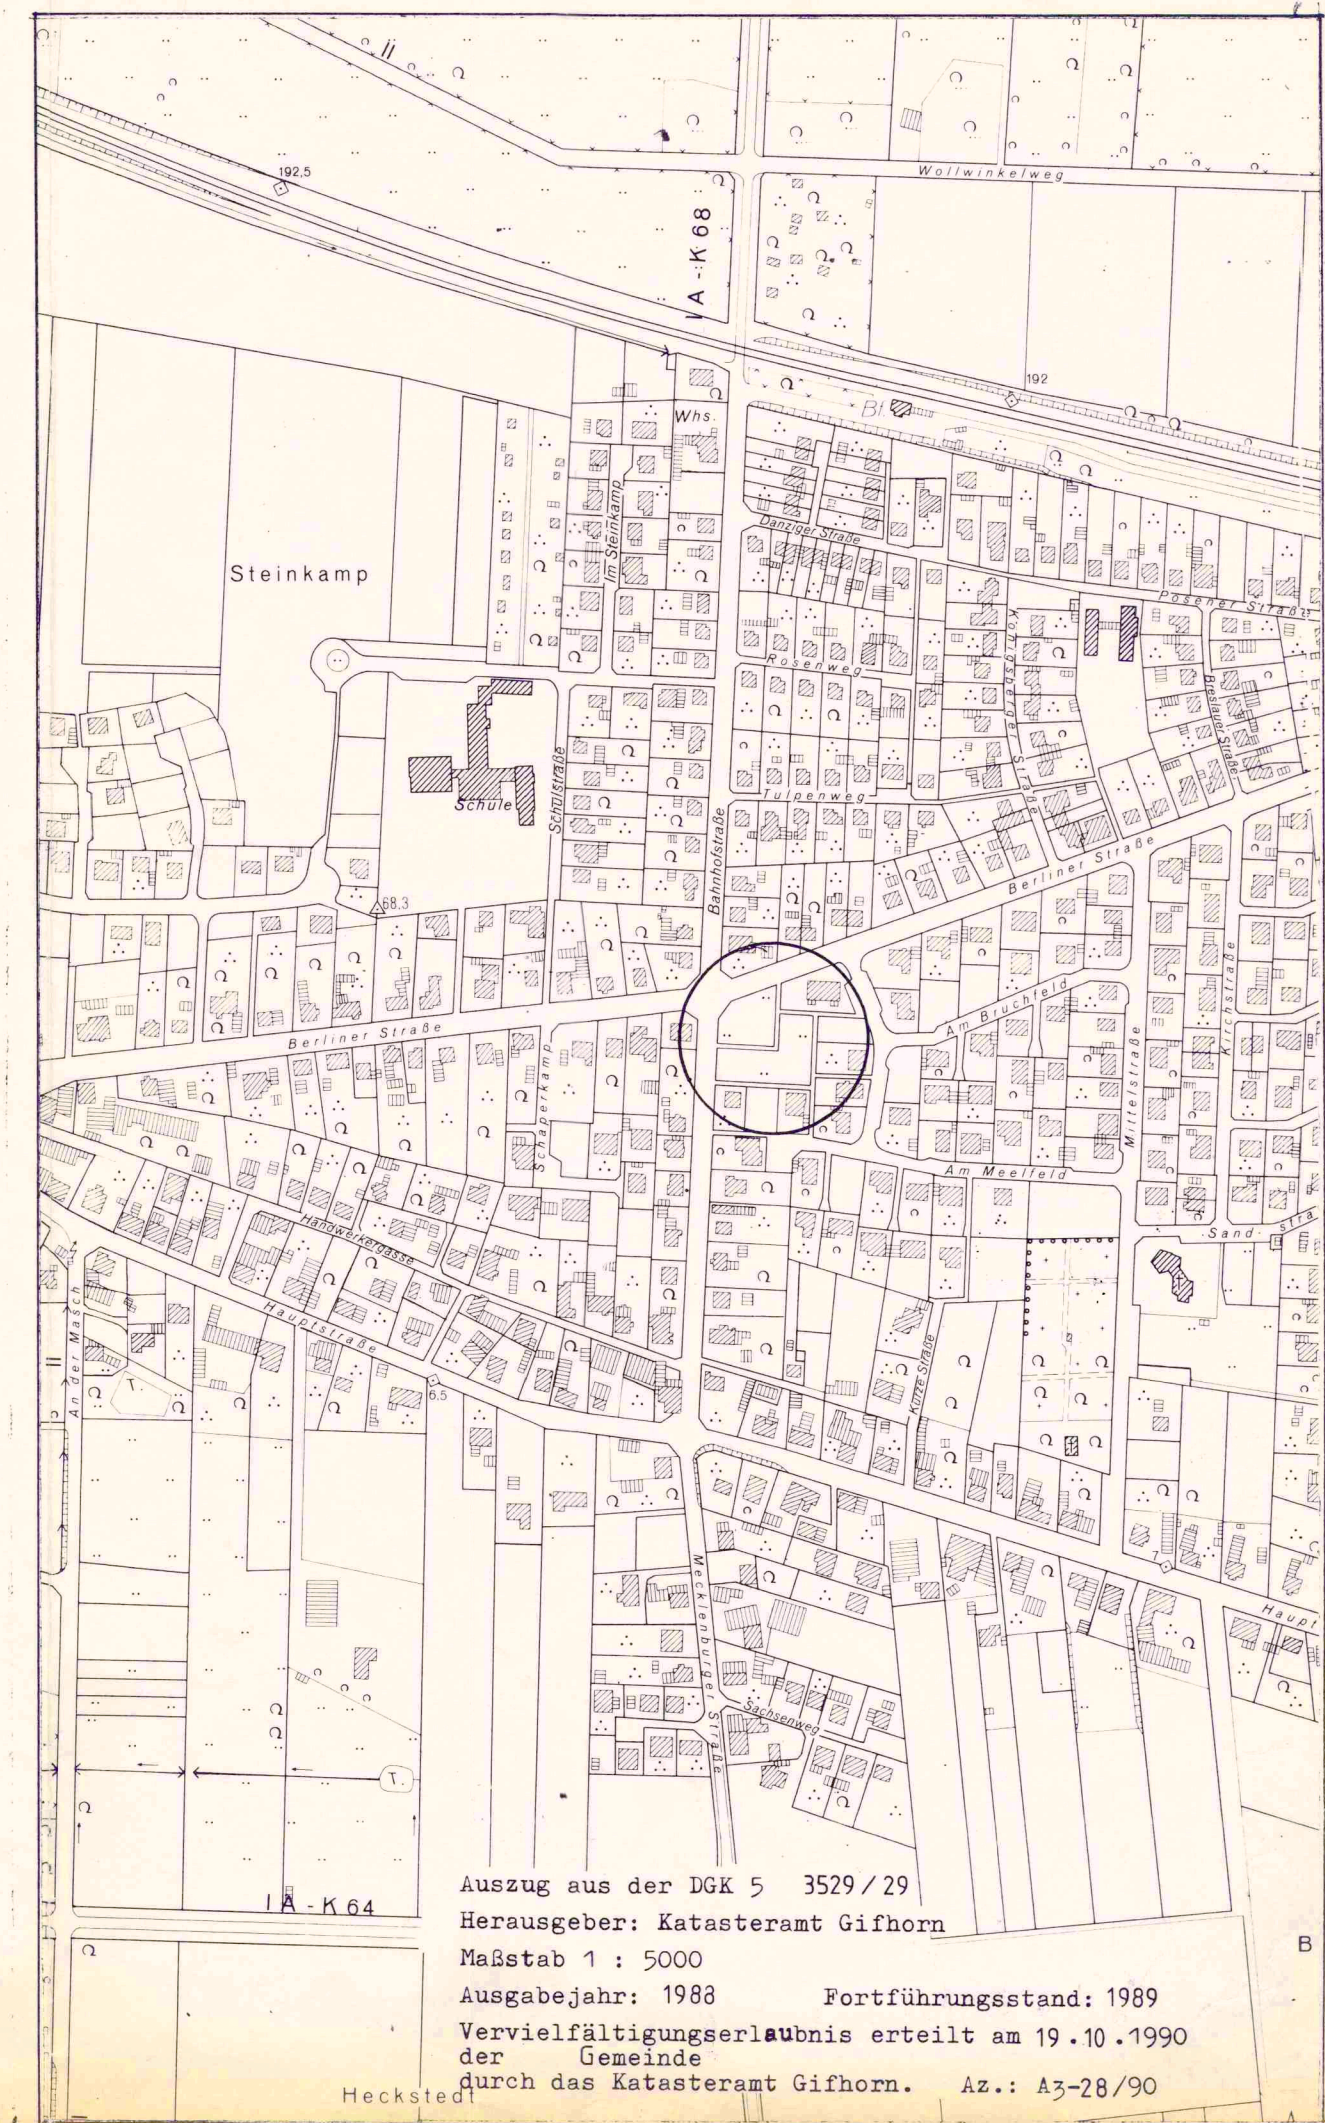 II
192,5
Wollwinkelweg
IA-K 68
192
Bf.
Whs.
Im Steinkamp
Danziger Straße
Steinkamp
Posener Straße
Königsberger Straße
Rosenweg
Breslauer Straße
Schule
Schulstraße
Tulpenweg
Bahnhofstraße
Berliner Straße
68,3
Kirchstraße
Am Bruchfeld
Berliner Straße
Schaperkamp
Mittelstraße
Am Meelfeld
Handwerkergasse
Sand stra
An der Masch
Hauptstraße
II
T.
Kurze Straße
6,5
7
Mecklenburger Straße
Haupt
Sachsenweg
T.
IA-K 64
Auszug aus der DGK 5 3529/29
Herausgeber: Katasteramt Gifhorn
Maßstab 1 : 5000
B
Ausgabejahr: 1988 Fortführungsstand: 1989
Vervielfältigungserlaubnis erteilt am 19.10.1990
der Gemeinde
durch das Katasteramt Gifhorn. Az.: A3-28/90
Heckstedt